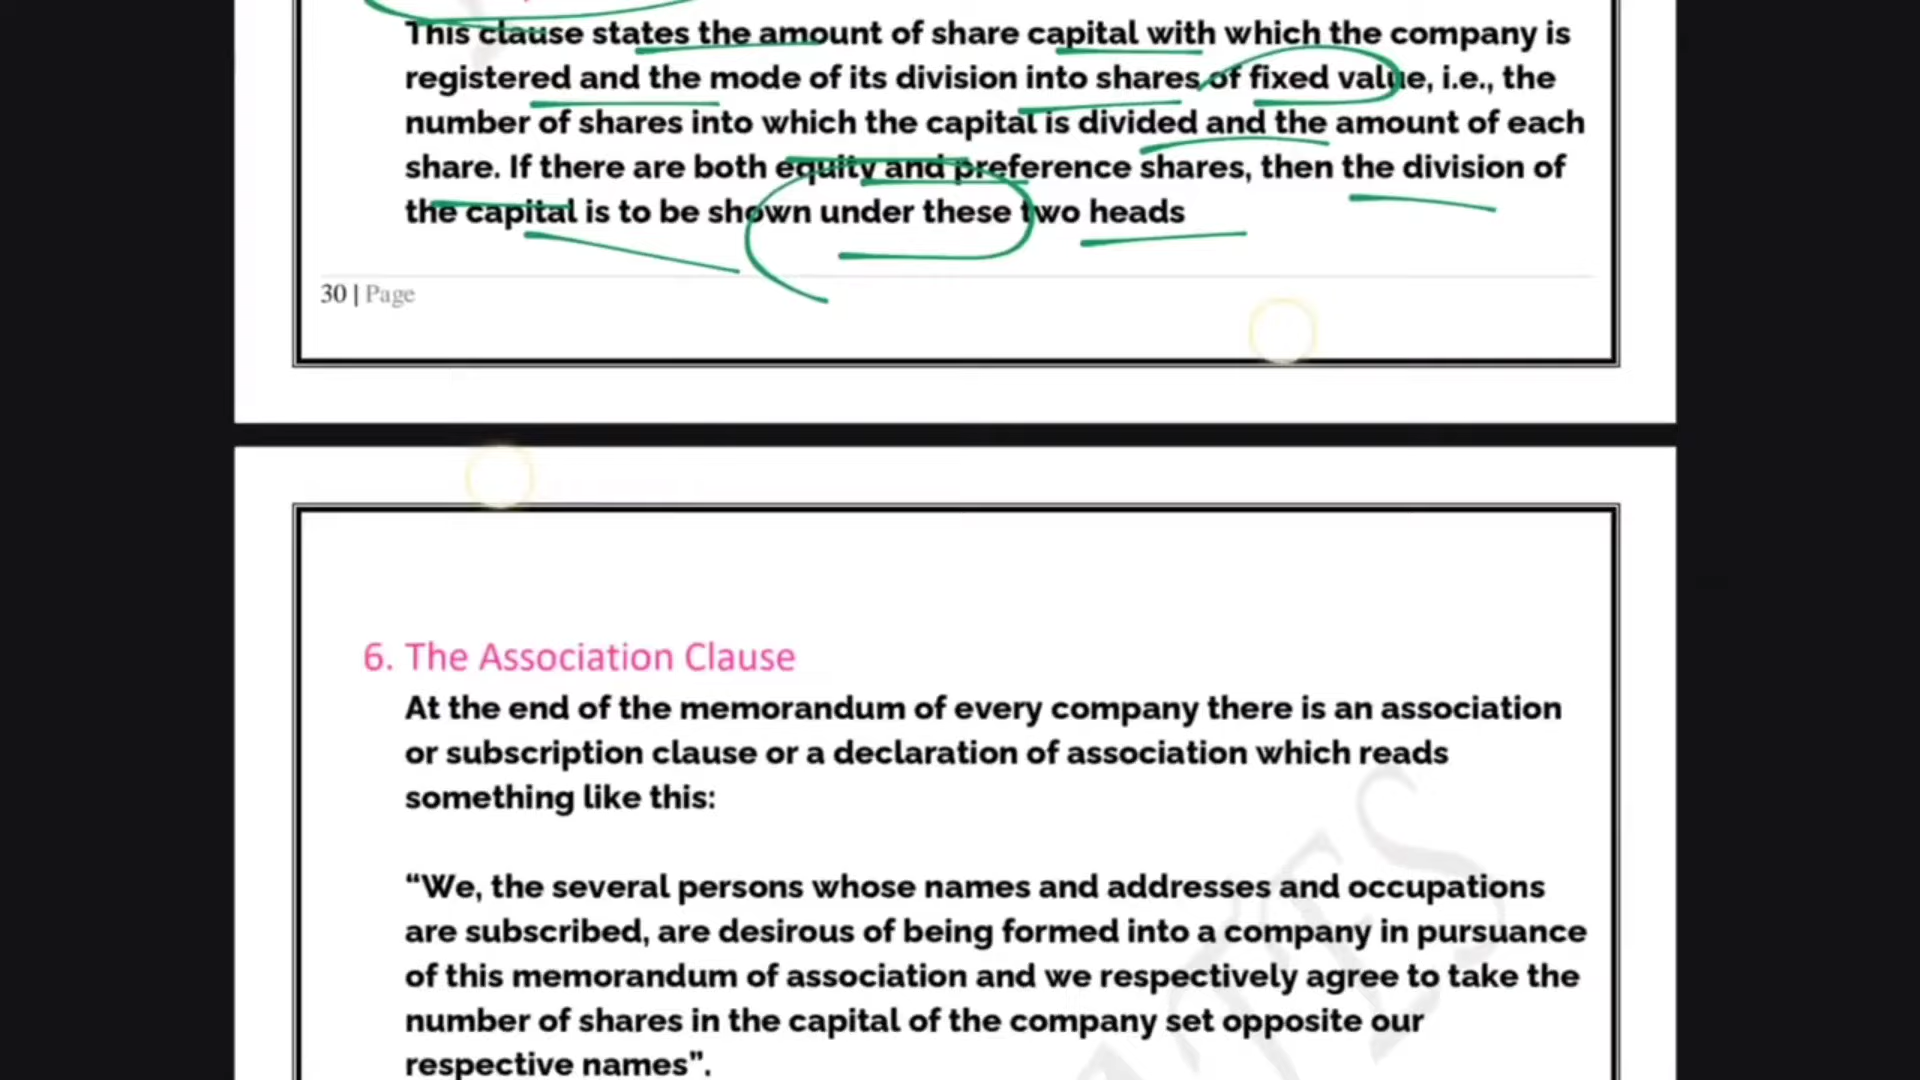 This clause states the amount of share capital with which the company is
registered and the mode of its division into shares of fixed value, i.e., the
number of shares into which the capital is divided and the amount of each
share. If there are both equity and preference shares, then the division of
the capital is to be shown under these two heads
30 | Page
6. The Association Clause
At the end of the memorandum of every company there is an association
or subscription clause or a declaration of association which reads
something like this:
“We, the several persons whose names and addresses and occupations
are subscribed, are desirous of being formed into a company in pursuance
of this memorandum of association and we respectively agree to take the
number of shares in the capital of the company set opposite our
respective names”.